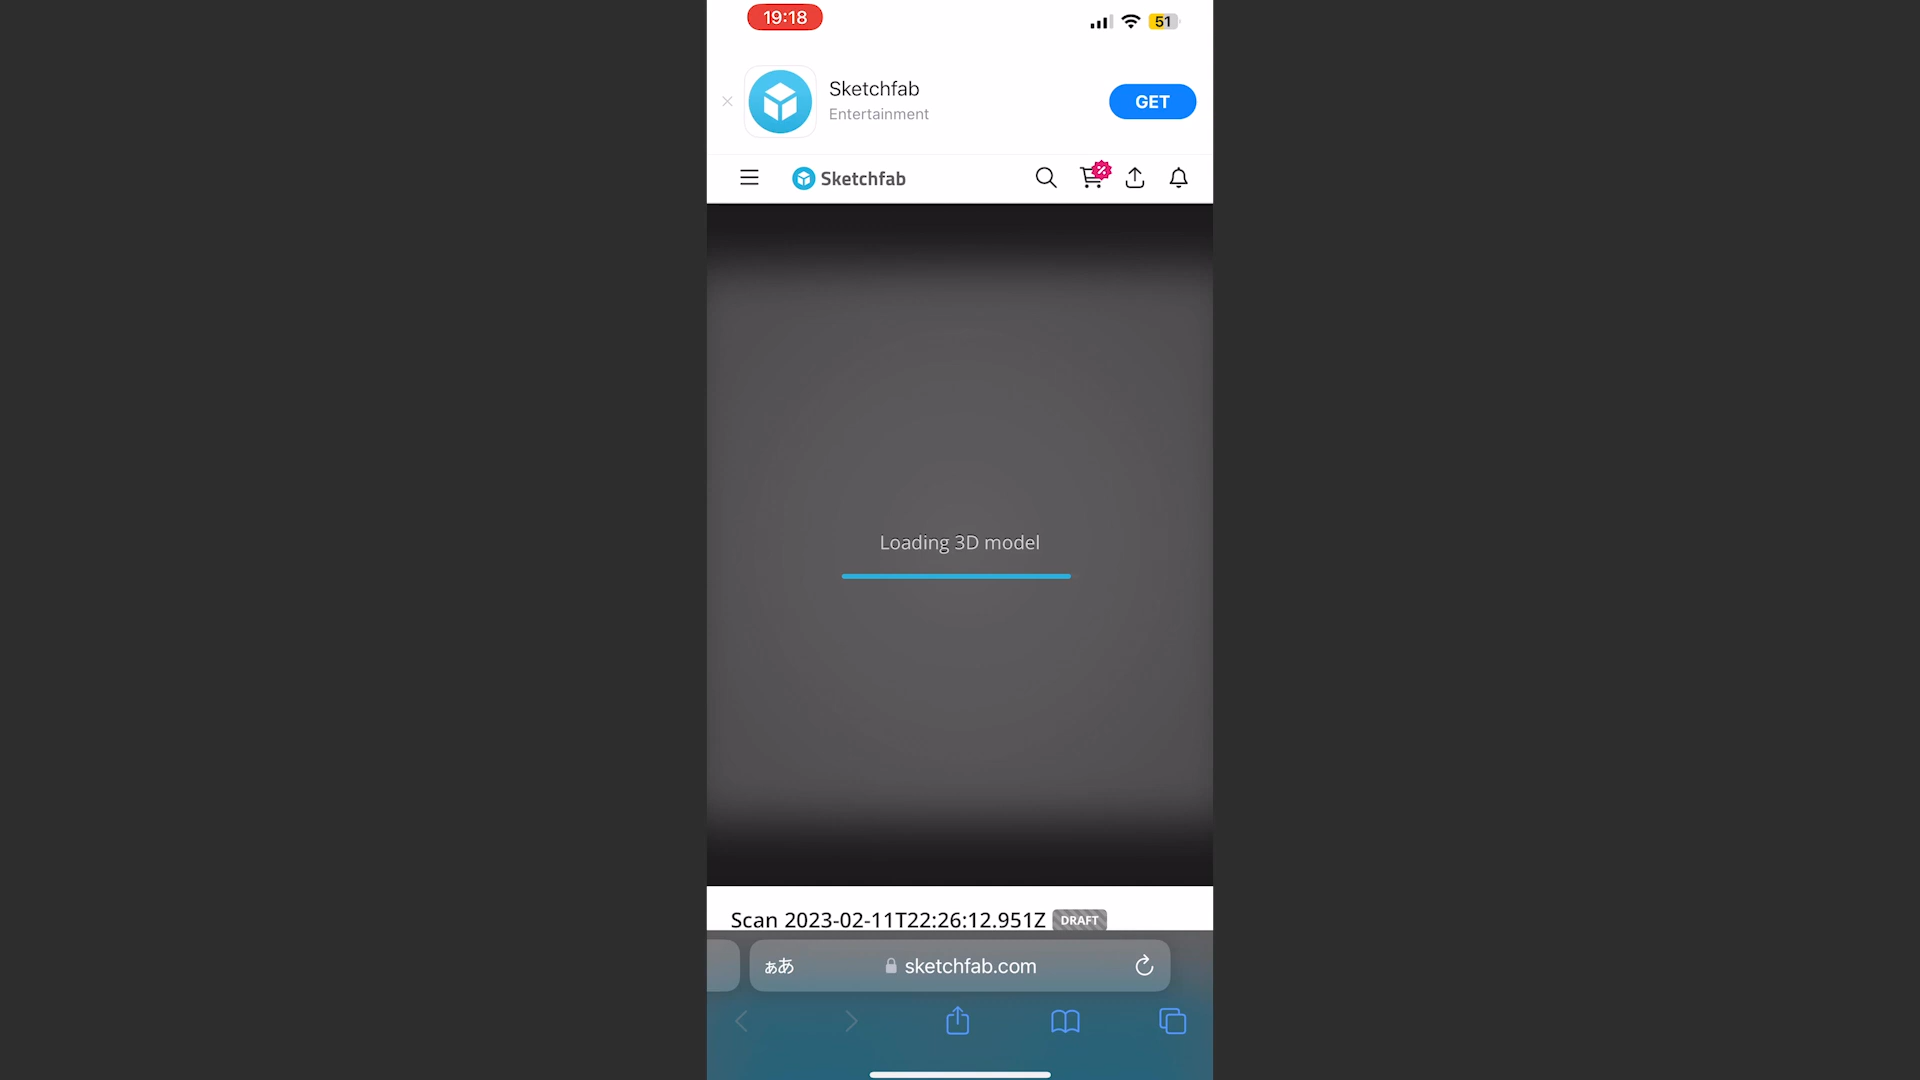 19:18
51
Sketchfab
Entertainment
GET
Sketchfab
Loading 3D model
Scan 2023-02-11T22:26:12.951Z DRAFT
ぁあ
sketchfab.com